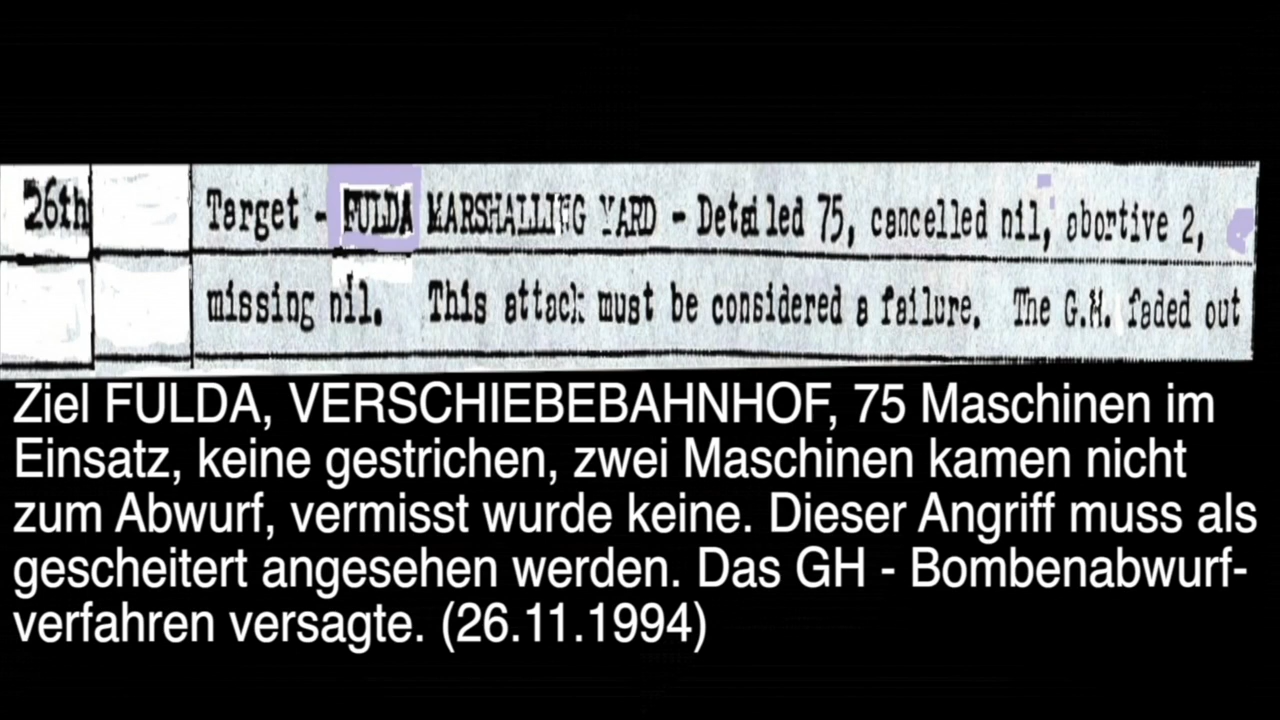 26th Target - FULDA MARSHALLING YARD - Detailed 75, cancelled nil, abortive 2,
missing nil. This attack must be considered a failure. The G.H. faded out
Ziel FULDA, VERSCHIEBEBAHNHOF, 75 Maschinen im
Einsatz, keine gestrichen, zwei Maschinen kamen nicht
zum Abwurf, vermisst wurde keine. Dieser Angriff muss als
gescheitert angesehen werden. Das GH - Bombenabwurf-
verfahren versagte. (26.11.1994)